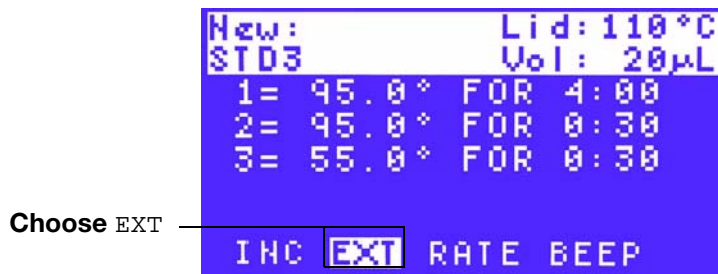 New: Lid:110°C
STD3 Vol: 20µL
1= 95.0° FOR 4:00
2= 95.0° FOR 0:30
3= 55.0° FOR 0:30
Choose EXT
INC EXT RATE BEEP